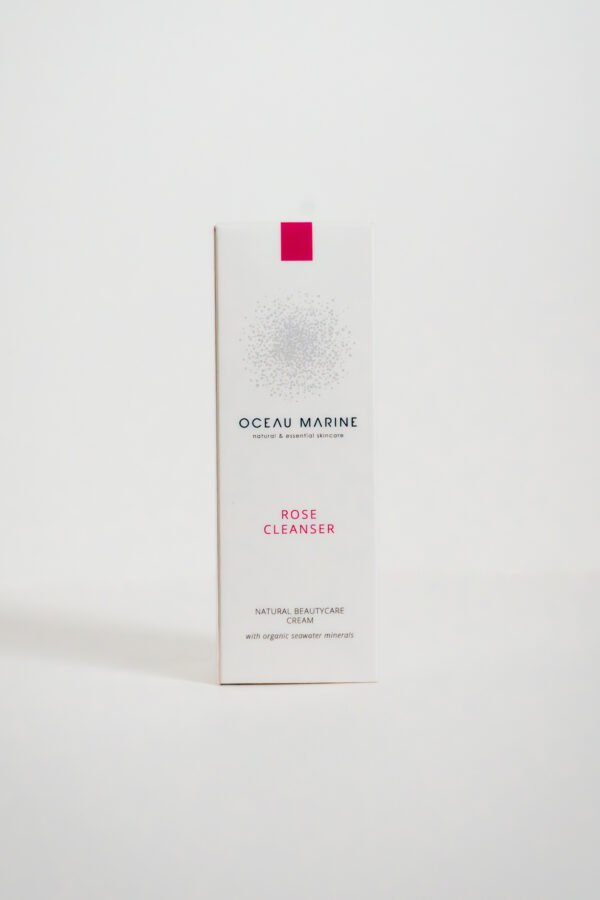 OCEAU MARINE
natural & essential skincare
ROSE
CLEANSER
NATURAL BEAUTYCARE
CREAM
with organic seawater minerals